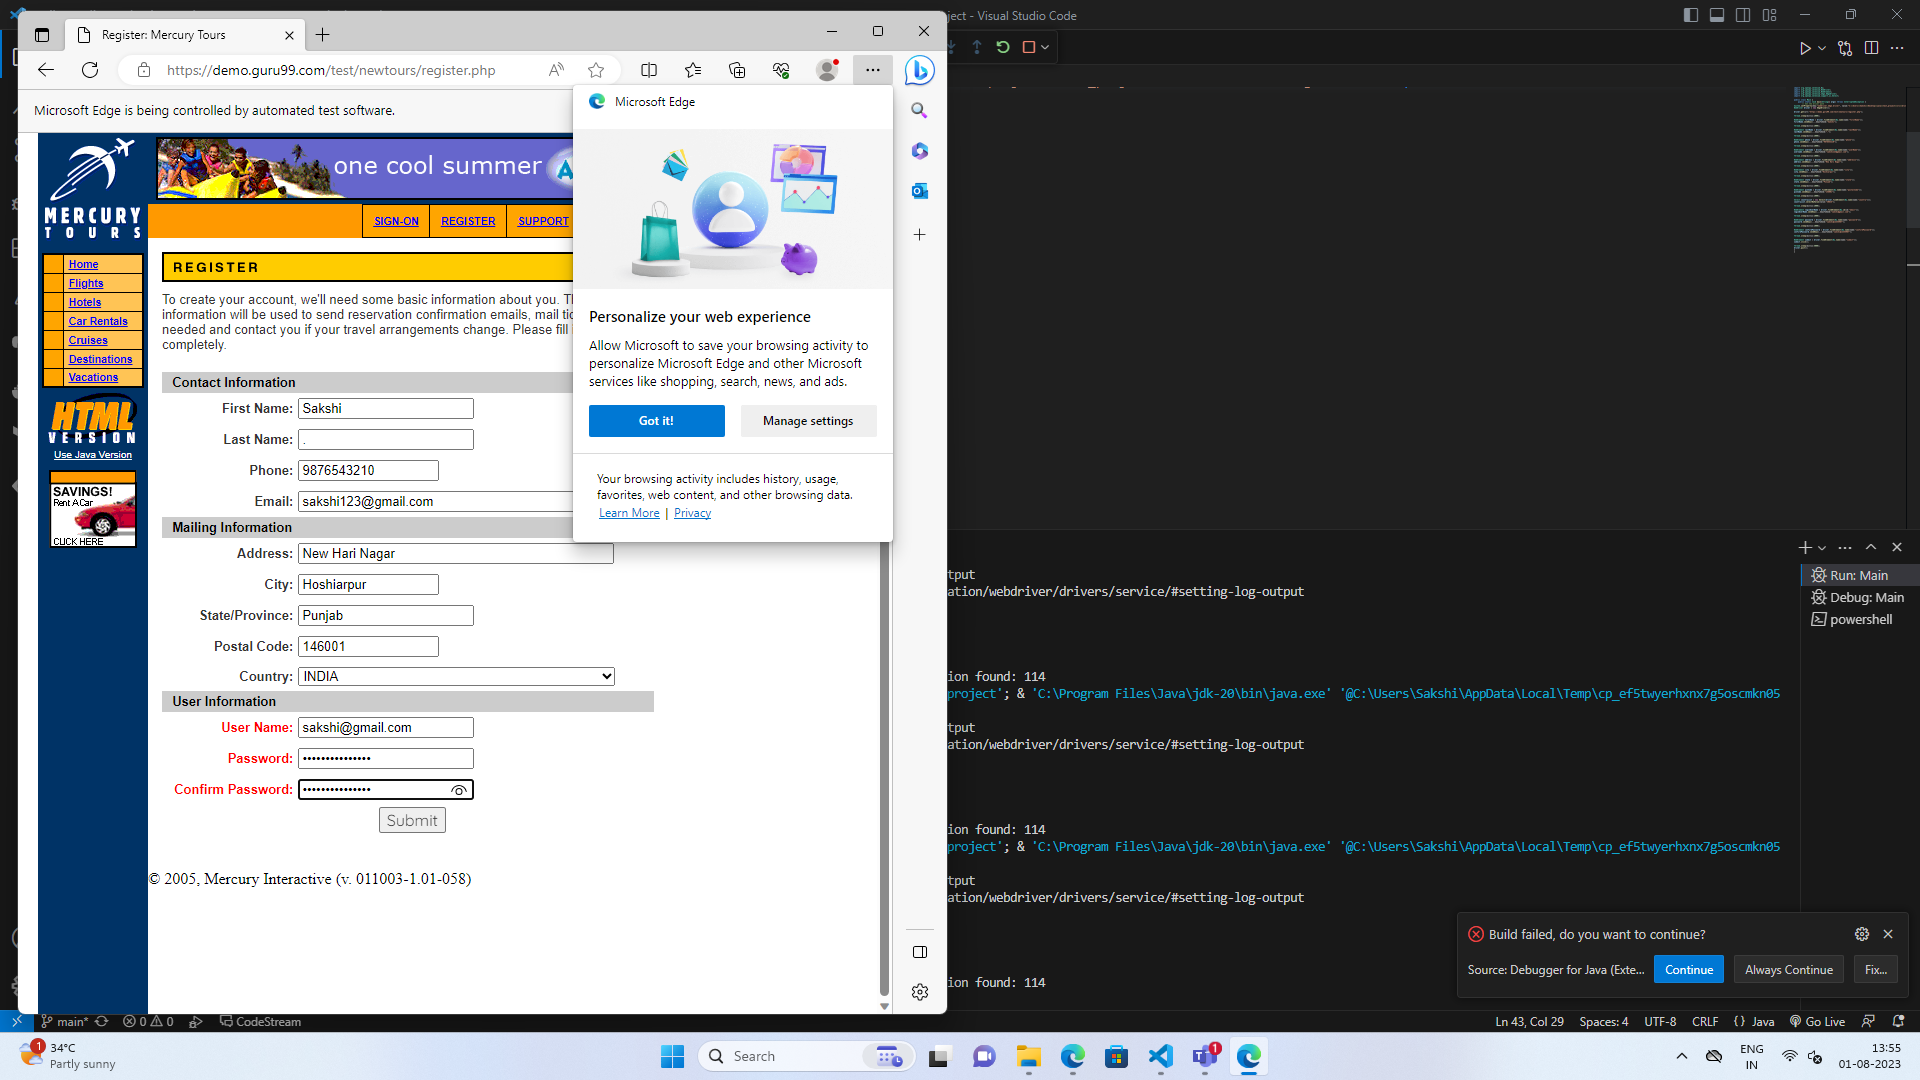 ject - Visual Studio Code
Register: Mercury Tours
https://demo.guru99.com/test/newtours/register.php
Microsoft Edge is being controlled by automated test software.
MERCURY
TOURS
one cool summer
SIGN-ON
REGISTER
SUPPORT
Home
Flights
Hotels
Car Rentals
Cruises
Destinations
Vacations
HTML
VERSION
Use Java Version
SAVINGS!
Rent A Car
CLICK HERE
REGISTER
To create your account, we'll need some basic information about you.
information will be used to send reservation confirmation emails, mail
needed and contact you if your travel arrangements change. Please fill
completely.
Contact Information
First Name: Sakshi
Last Name: .
Phone: 9876543210
Email: sakshi123@gmail.com
Mailing Information
Address: New Hari Nagar
City: Hoshiarpur
State/Province: Punjab
Postal Code: 146001
Country: INDIA
User Information
User Name: sakshi@gmail.com
Password: •••••••••••••••
Confirm Password: •••••••••••••••
Submit
© 2005, Mercury Interactive (v. 011003-1.01-058)
Microsoft Edge
Personalize your web experience
Allow Microsoft to save your browsing activity to
personalize Microsoft Edge and other Microsoft
services like shopping, search, news, and ads.
Got it!
Manage settings
Your browsing activity includes history, usage,
favorites, web content, and other browsing data.
Learn More | Privacy
tput
ation/webdriver/drivers/service/#setting-log-output
ion found: 114
project'; & 'C:\Program Files\Java\jdk-20\bin\java.exe' '@C:\Users\Sakshi\AppData\Local\Temp\cp_ef5twyerhxnx7g5oscmkn05
tput
ation/webdriver/drivers/service/#setting-log-output
ion found: 114
project'; & 'C:\Program Files\Java\jdk-20\bin\java.exe' '@C:\Users\Sakshi\AppData\Local\Temp\cp_ef5twyerhxnx7g5oscmkn05
tput
ation/webdriver/drivers/service/#setting-log-output
ion found: 114
Run: Main
Debug: Main
powershell
Build failed, do you want to continue?
Source: Debugger for Java (Exte...
Continue
Always Continue
Fix...
main*
0
0
CodeStream
Ln 43, Col 29
Spaces: 4
UTF-8
CRLF
{ } Java
Go Live
1
34°C
Partly sunny
Search
1
ENG
IN
13:55
01-08-2023